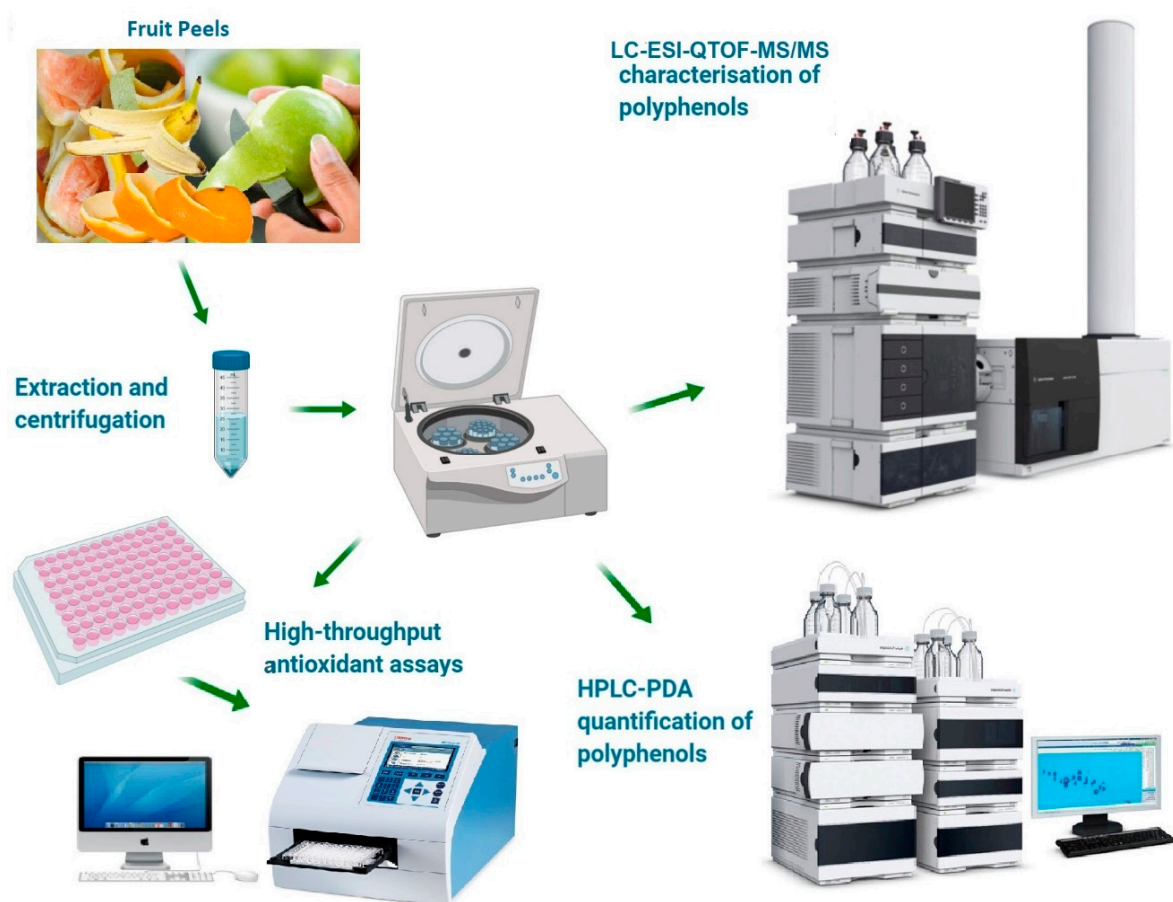 Fruit Peels
LC-ESI-QTOF-MS/MS
characterisation of
polyphenols
Extraction and
centrifugation
High-throughput
antioxidant assays
HPLC-PDA
quantification of
polyphenols